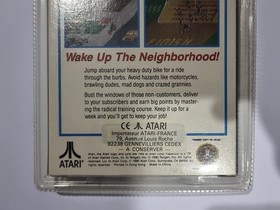 FINISH
Wake Up The Neighborhood!
Jump aboard your heavy duty bike for a ride
through the burbs. Avoid hazards like motorcycles,
brawling dudes, mad dogs and crazed grannies.
Bust the windows of those non-customers, deliver
to your subscribers and earn big points by master-
ing the radical training course. Keep it up for a
week and you'll get to keep your job!
CE ATARI
Importateur ATARI-FRANCE
79, Avenue Louis Roche
92238 GENNEVILLIERS CEDEX
- A CONSERVER -
ATARI